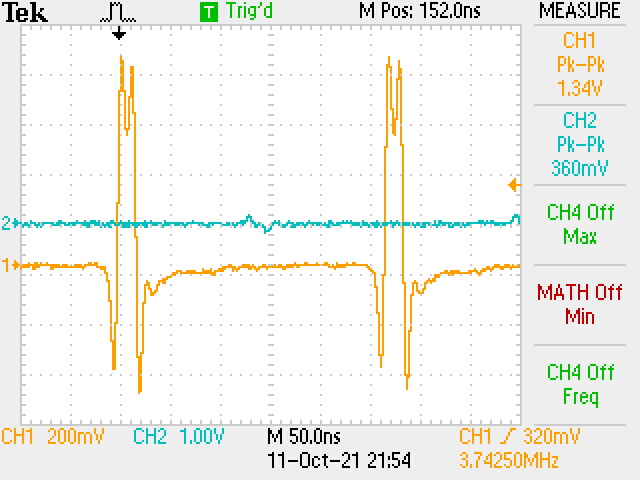 Tek T Trig'd M Pos: 152.0ns MEASURE
CH1
Pk-Pk
1.34V
CH2
Pk-Pk
360mV
CH4 Off
Max
MATH Off
Min
CH4 Off
Freq
2
1
CH1 200mV CH2 1.00V M 50.0ns CH1 320mV
11-Oct-21 21:54 3.74250MHz